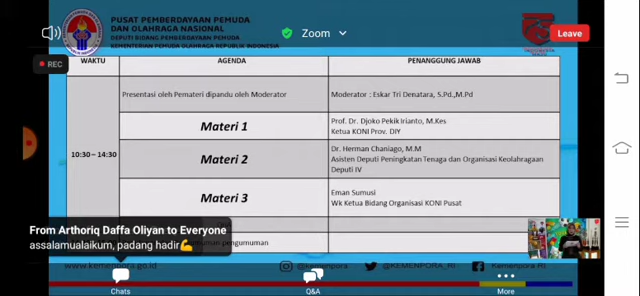 PUSAT PEMBERDAYAAN PEMUDA
DAN OLAHRAGA NASIONAL
DEPUTI BIDANG PEMBERDAYAAN PEMUDA
KEMENTERIAN PEMUDA DAN OLAHRAGA REPUBLIK INDONESIA
Zoom
Leave
REC
WAKTU AGENDA PENANGGUNG JAWAB
Presentasi oleh Pemateri dipandu oleh Moderator
Moderator : Eskar Tri Denatara, S.Pd.,M.Pd
10:30 – 14:30
Materi 1
Prof. Dr. Djoko Pekik Irianto, M.Kes
Ketua KONI Prov. DIY
Materi 2
Dr. Herman Chaniago, M.M
Asisten Deputi Peningkatan Tenaga dan Organisasi Keolahragaan
Deputi IV
Materi 3
Eman Sumusi
Wk Ketua Bidang Organisasi KONI Pusat
From Arthoriq Daffa Oliyan to Everyone
assalamualaikum, padang hadir💪
pengumuman
www.kemenpora.go.id
@Kemenpora
@KEMENPORA_RI
Kemenpora RI
Chats
Q&A
More